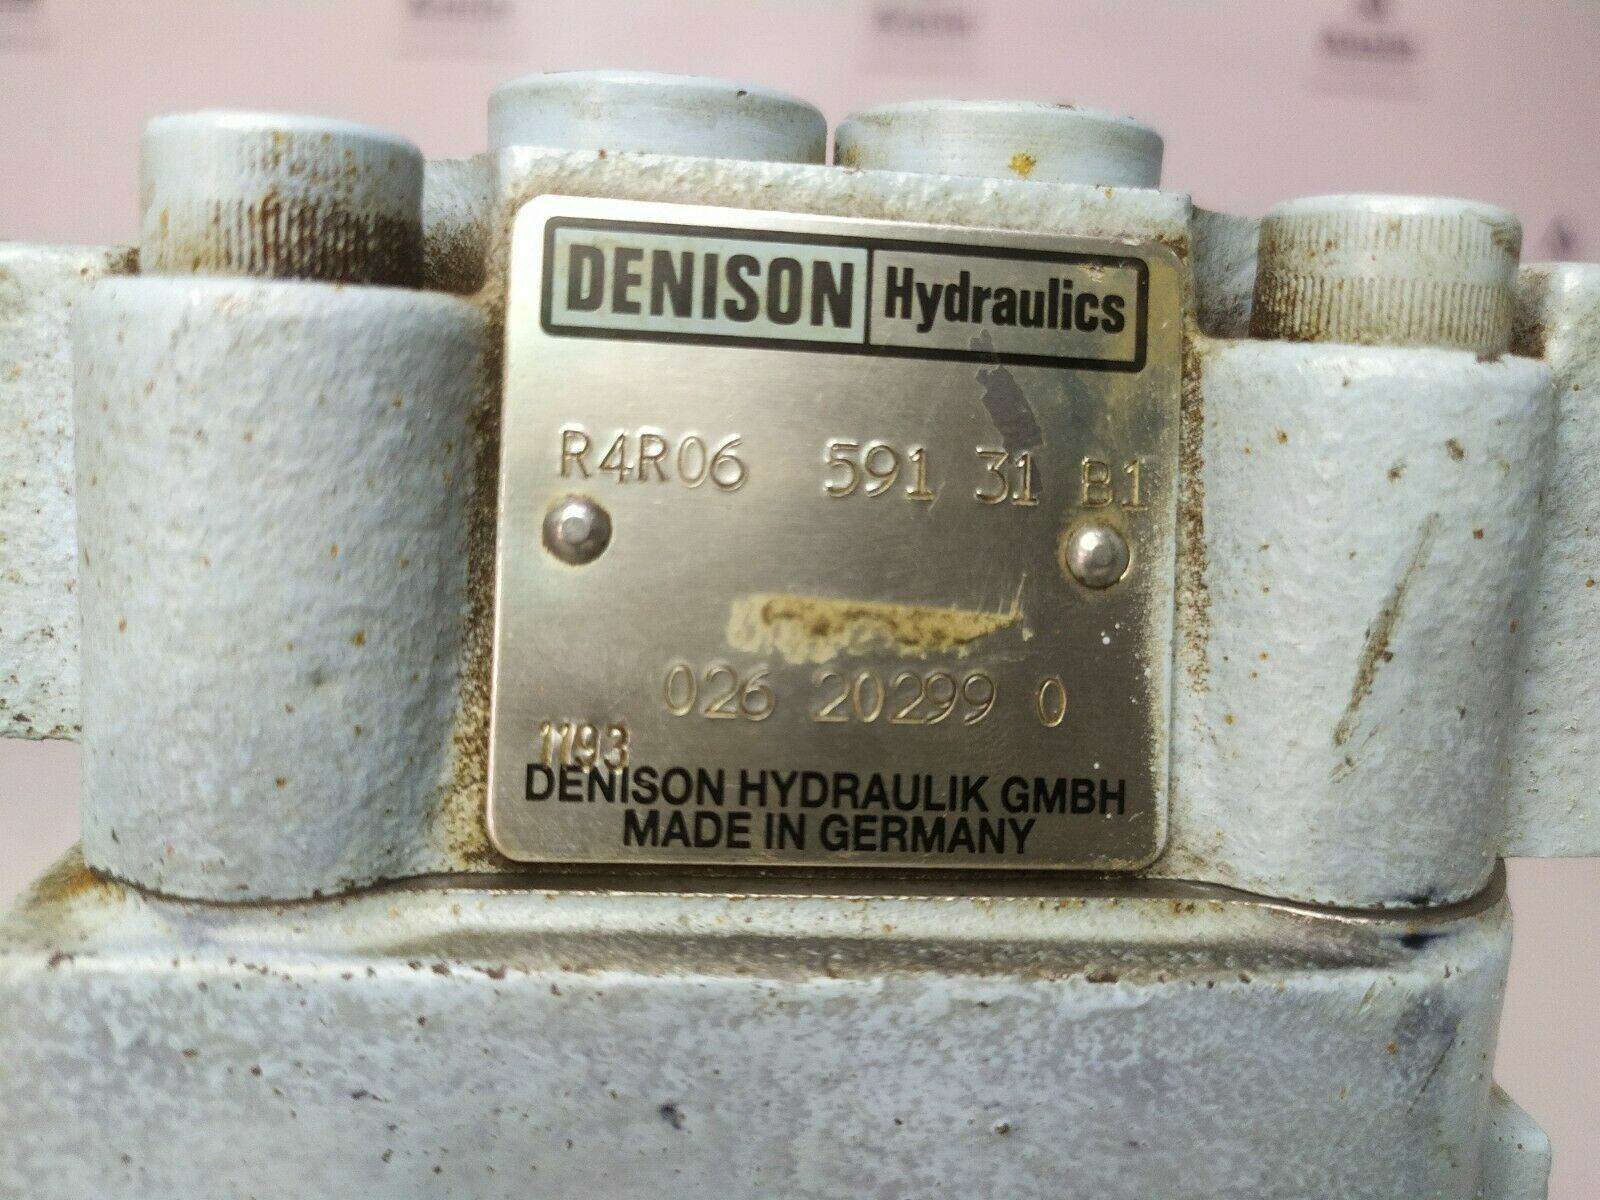 DENISON Hydraulics
R4R06 591 31 B1
026 20299 0
1193
DENISON HYDRAULIK GMBH
MADE IN GERMANY